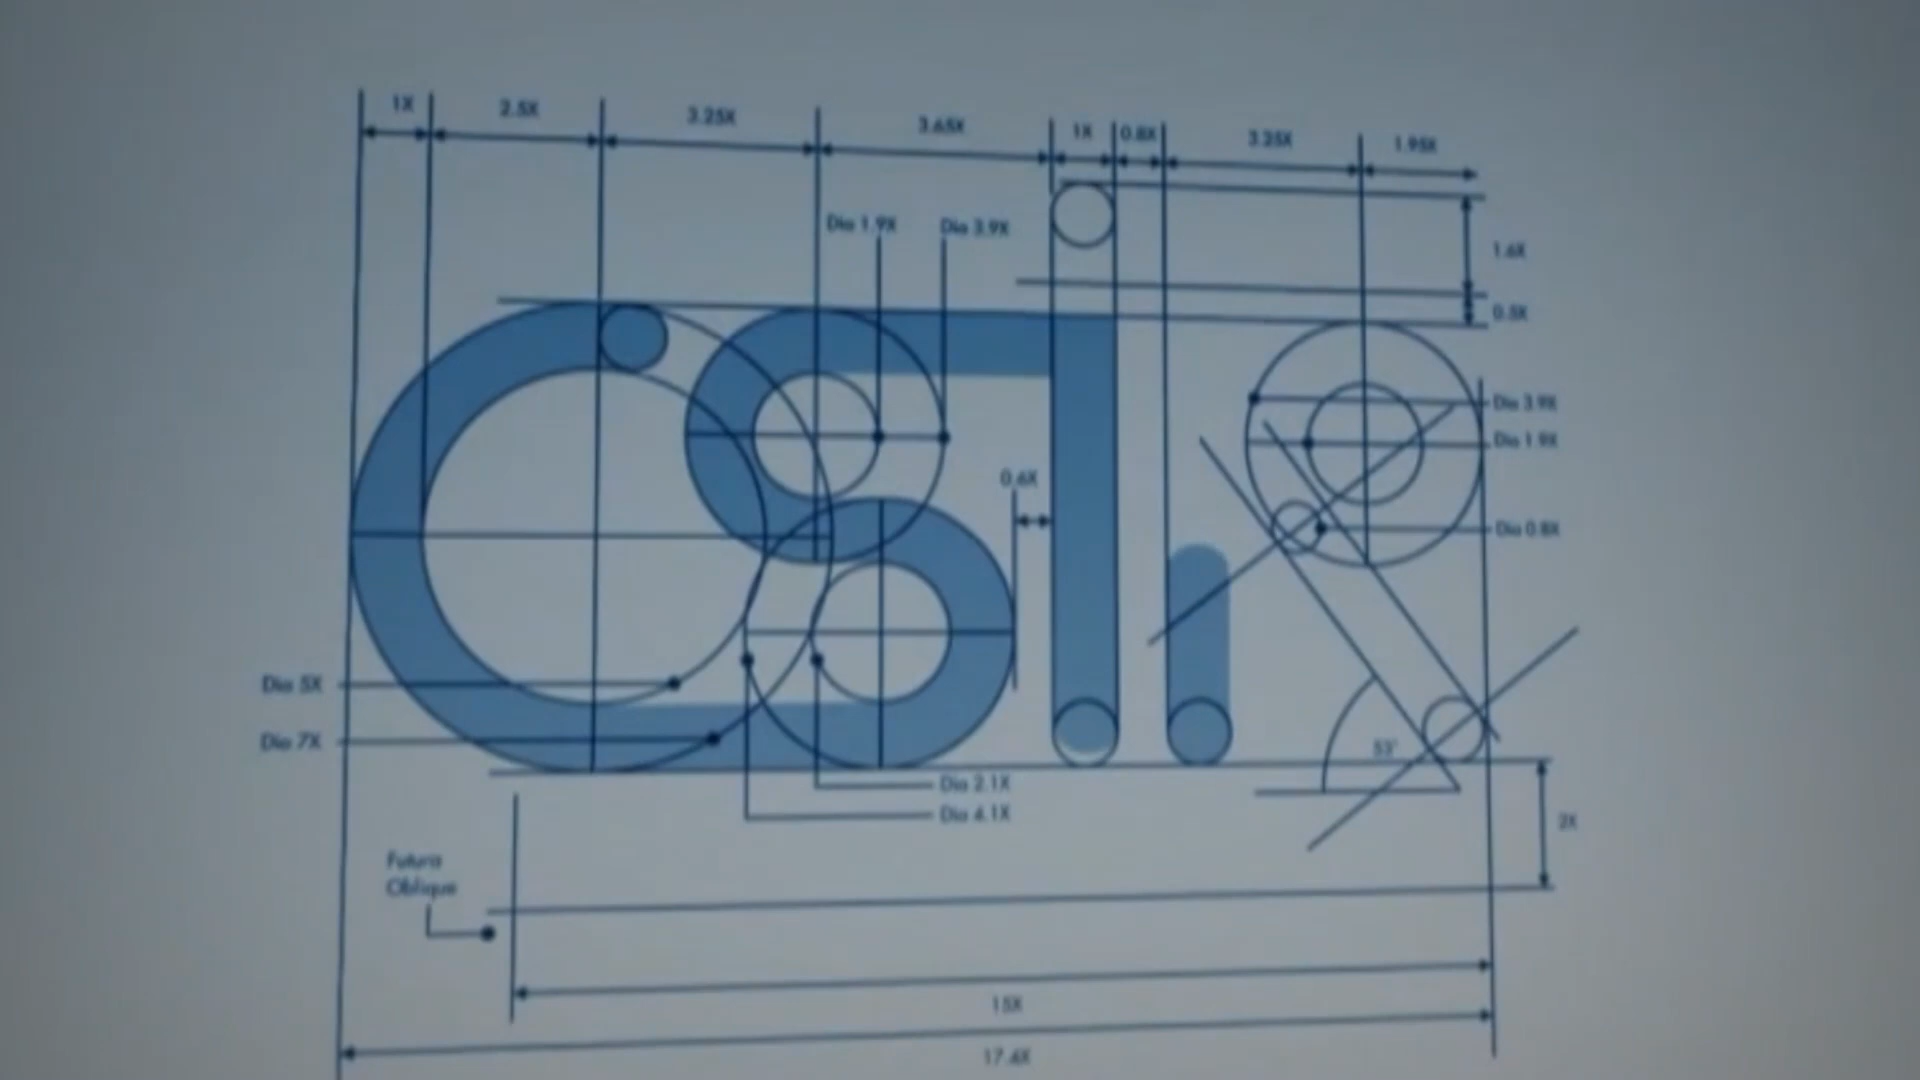 1X
2.5X
3.25X
3.65X
1X
0.8X
3.25X
1.95X
Dia 1.9X
Dia 3.9X
1.6X
0.5X
Dia 3.9X
Dia 1.9X
0.6X
Dia 0.8X
Dia 5X
Dia 7X
53°
Dia 2.1X
Dia 4.1X
2X
Futura
Oblique
15X
17.4X
CSIR